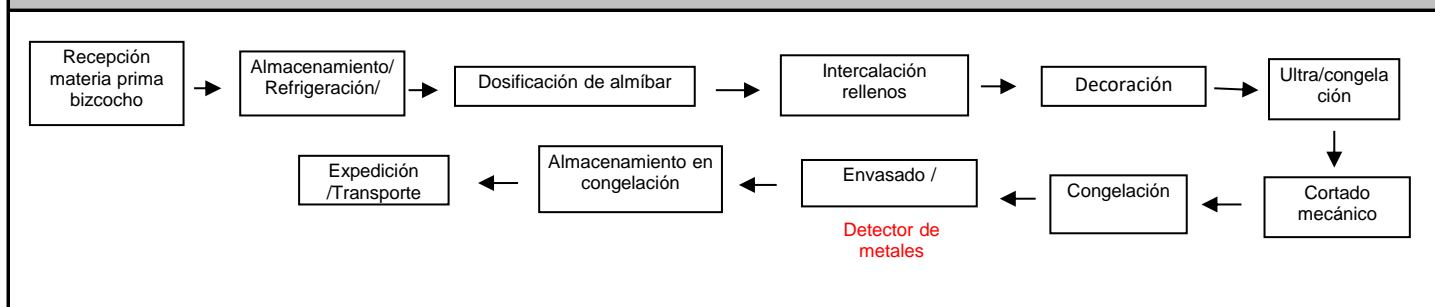 Recepción
materia prima
bizcocho
Almacenamiento/
Refrigeración/
Dosificación de almíbar
Intercalación
rellenos
Decoración
Ultra/congela
ción
Cortado
mecánico
Congelación
Envasado /
Detector de
metales
Almacenamiento en
congelación
Expedición
/Transporte